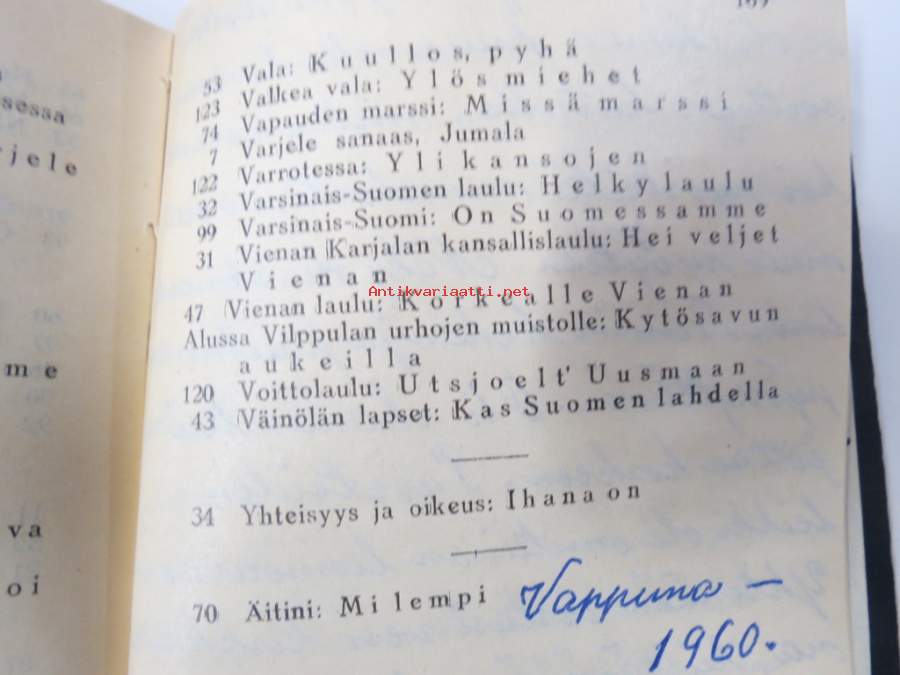 sessa
rjele
me
va
oi
53 Vala: Kuullos, pyhä
123 Valkea vala: Ylös miehet
74 Vapauden marssi: Missä marssi
7 Varjele sanaas, Jumala
122 Varrotessa: Yli kansojen
32 Varsinais-Suomen laulu: Helkylaulu
99 Varsinais-Suomi: On Suomessamme
31 Vienan Karjalan kansallislaulu: Hei veljet
Vienan
Antikvariaatti.net
47 Vienan laulu: Korkealle Vienan
Alussa Vilppulan urhojen muistolle: Kytösavun
aukeilla
120 Voittolaulu: Utsjoelt' Uusmaan
43 Väinölän lapset: Kas Suomen lahdella
34 Yhteisyys ja oikeus: Ihana on
70 Äitini: Mi lempi
Vappuna –
1960.